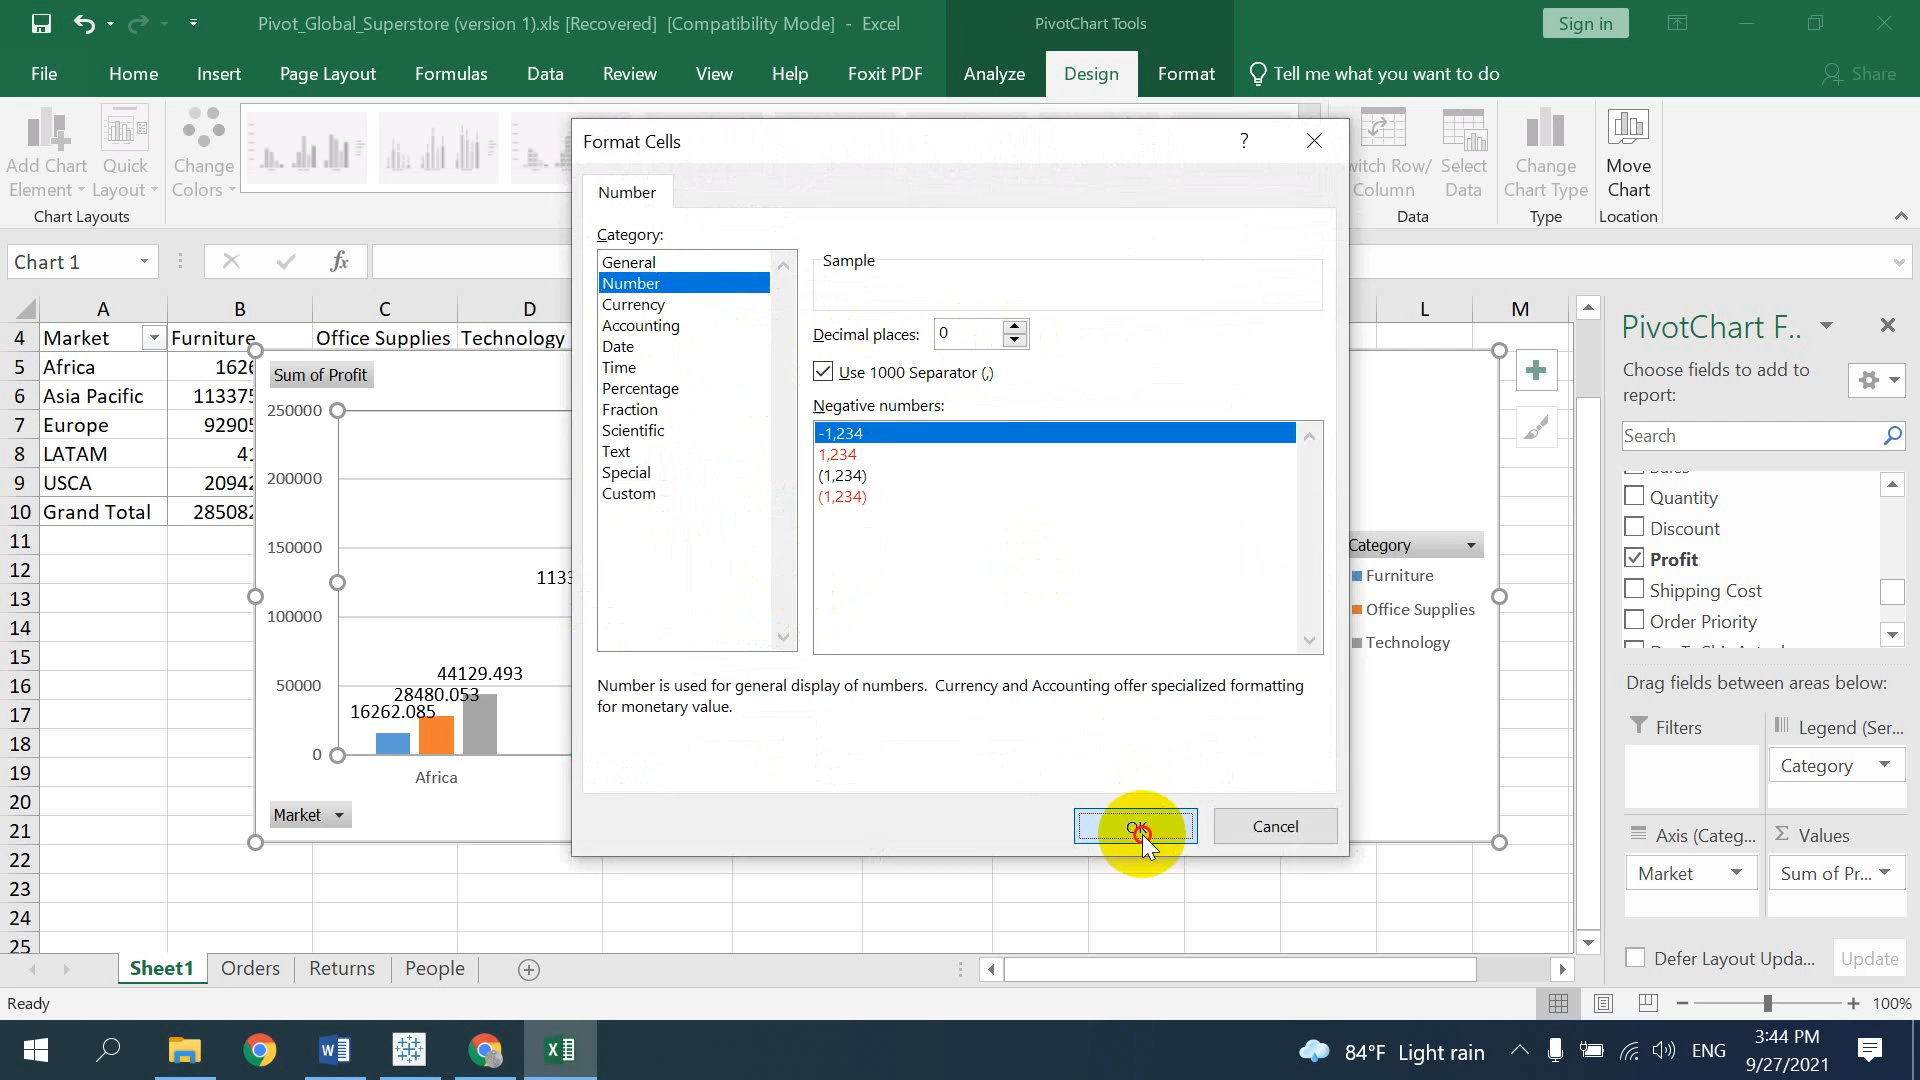 Pivot_Global_Superstore (version 1).xls [Recovered] [Compatibility Mode] - Excel
PivotChart Tools
Sign in
File Home Insert Page Layout Formulas Data Review View Help Foxit PDF Analyze Design Format Tell me what you want to do Share
Add Chart Element
Quick Layout
Change Colors
Chart Layouts
Row/
Column
Select Data
Data
Change Chart Type
Type
Move Chart
Location
Chart 1
fx
A B C D L M
4 Market Furniture Office Supplies Technology
5 Africa
6 Asia Pacific
7 Europe
8 LATAM
9 USCA
10 Grand Total
11
12
13
14
15
16
17
18
19
20
21
22
23
24
25
Sum of Profit
250000
200000
150000
100000
50000
0
44129.493
28480.053
16262.085
Africa
Market
Category
Furniture
Office Supplies
Technology
Format Cells
?
Number
Category:
General
Number
Currency
Accounting
Date
Time
Percentage
Fraction
Scientific
Text
Special
Custom
Sample
Decimal places: 0
Use 1000 Separator (,)
Negative numbers:
-1,234
1,234
(1,234)
(1,234)
Number is used for general display of numbers. Currency and Accounting offer specialized formatting
for monetary value.
OK Cancel
PivotChart F..
Choose fields to add to
report:
Search
Quantity
Discount
Profit
Shipping Cost
Order Priority
Drag fields between areas below:
Filters
Legend (Ser...
Category
Axis (Categ...
Σ Values
Market
Sum of Pr...
Defer Layout Upda... Update
Sheet1 Orders Returns People
Ready
100%
84°F Light rain
ENG
3:44 PM
9/27/2021